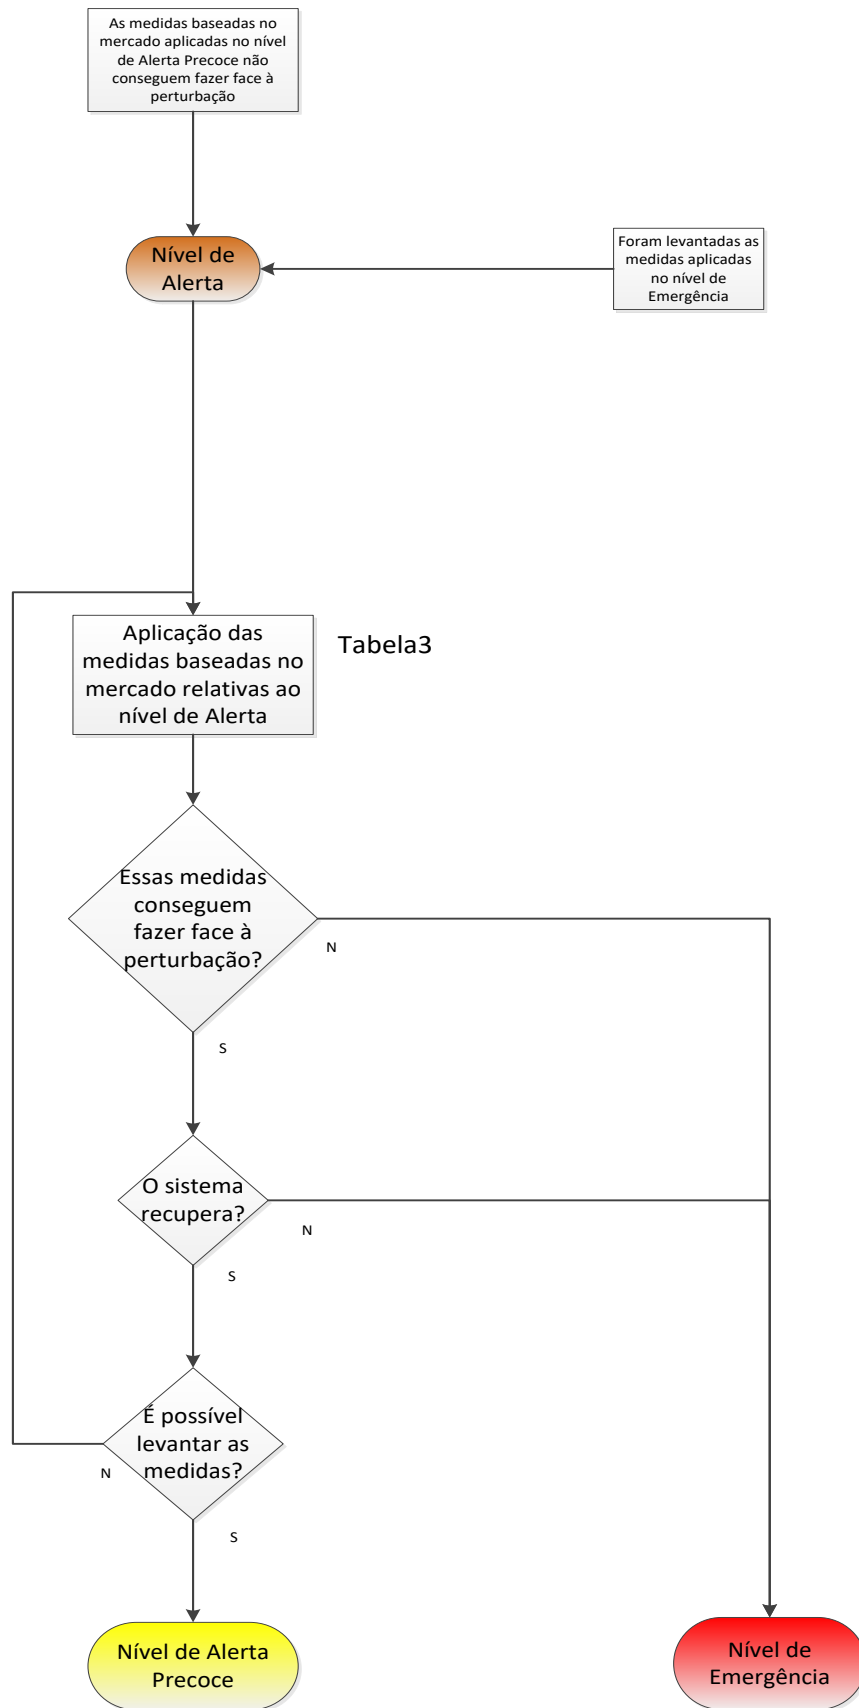 As medidas baseadas no
mercado aplicadas no nível
de Alerta Precoce não
conseguem fazer face à
perturbação
Nível de
Alerta
Foram levantadas as
medidas aplicadas
no nível de
Emergência
Aplicação das
medidas baseadas no
mercado relativas ao
nível de Alerta
Tabela3
Essas medidas
conseguem
fazer face à
perturbação?
N
S
O sistema
recupera?
N
S
É possível
levantar as
medidas?
N
S
Nível de Alerta
Precoce
Nível de
Emergência